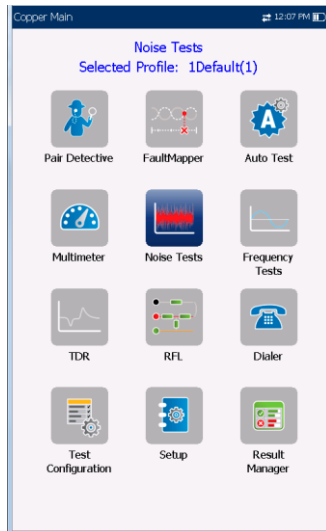 Copper Main
12:07 PM
Noise Tests
Selected Profile: 1Default(1)
A
Pair Detective
FaultMapper
Auto Test
Multimeter
Noise Tests
Frequency
Tests
TDR
RFL
Dialer
Test
Configuration
Setup
Result
Manager